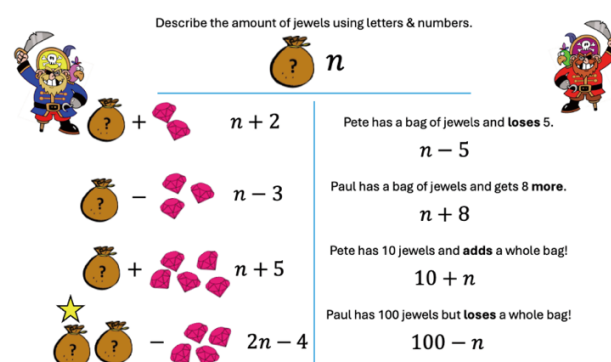 Describe the amount of jewels using letters & numbers.
? n
? + n + 2
? − n − 3
? + n + 5
? ? − 2n − 4
Pete has a bag of jewels and loses 5.
n − 5
Paul has a bag of jewels and gets 8 more.
n + 8
Pete has 10 jewels and adds a whole bag!
10 + n
Paul has 100 jewels but loses a whole bag!
100 − n